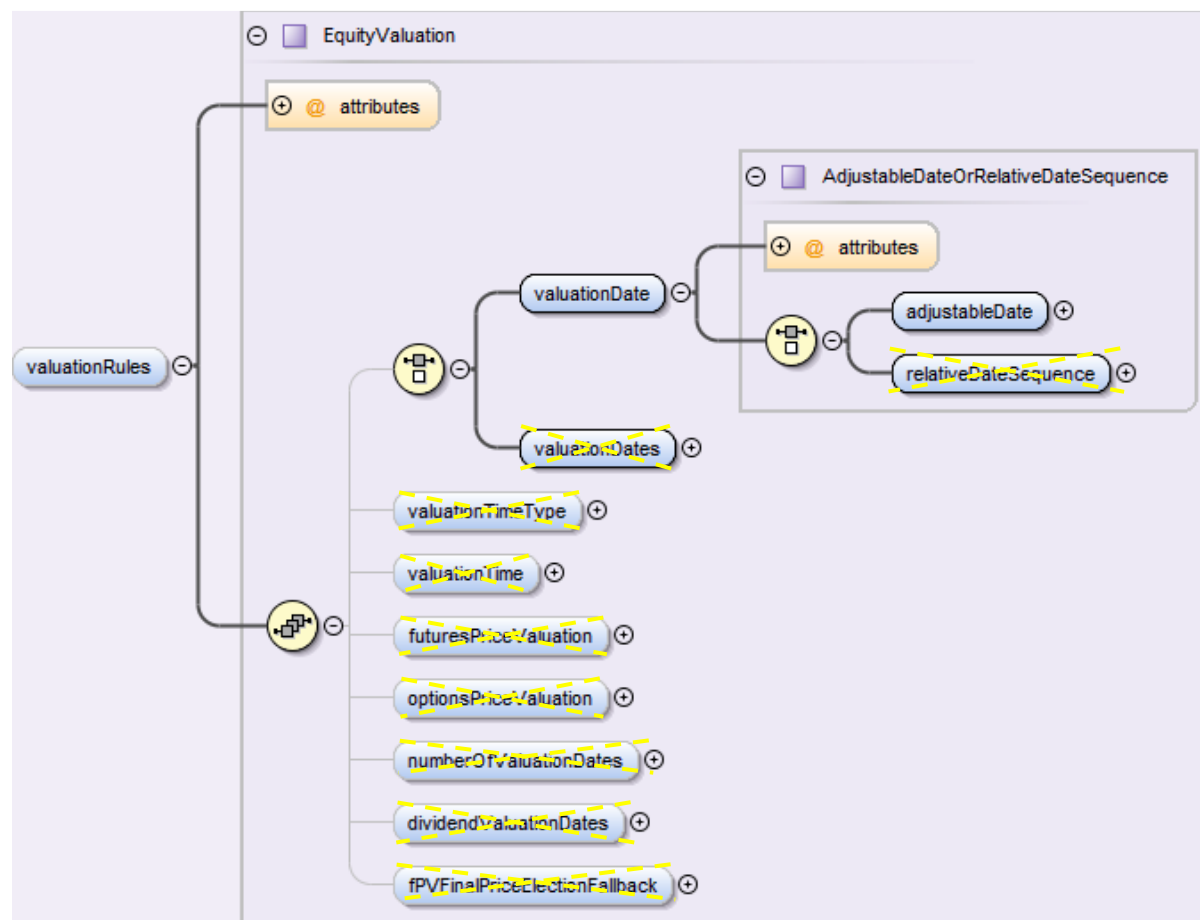 EquityValuation
@ attributes
AdjustableDateOrRelativeDateSequence
@ attributes
valuationDate
adjustableDate
valuationRules
relativeDateSequence
valuationDates
valuationTimeType
valuationTime
futuresPriceValuation
optionsPriceValuation
numberOfValuationDates
dividendValuationDates
fPVFinalPriceElectionFallback